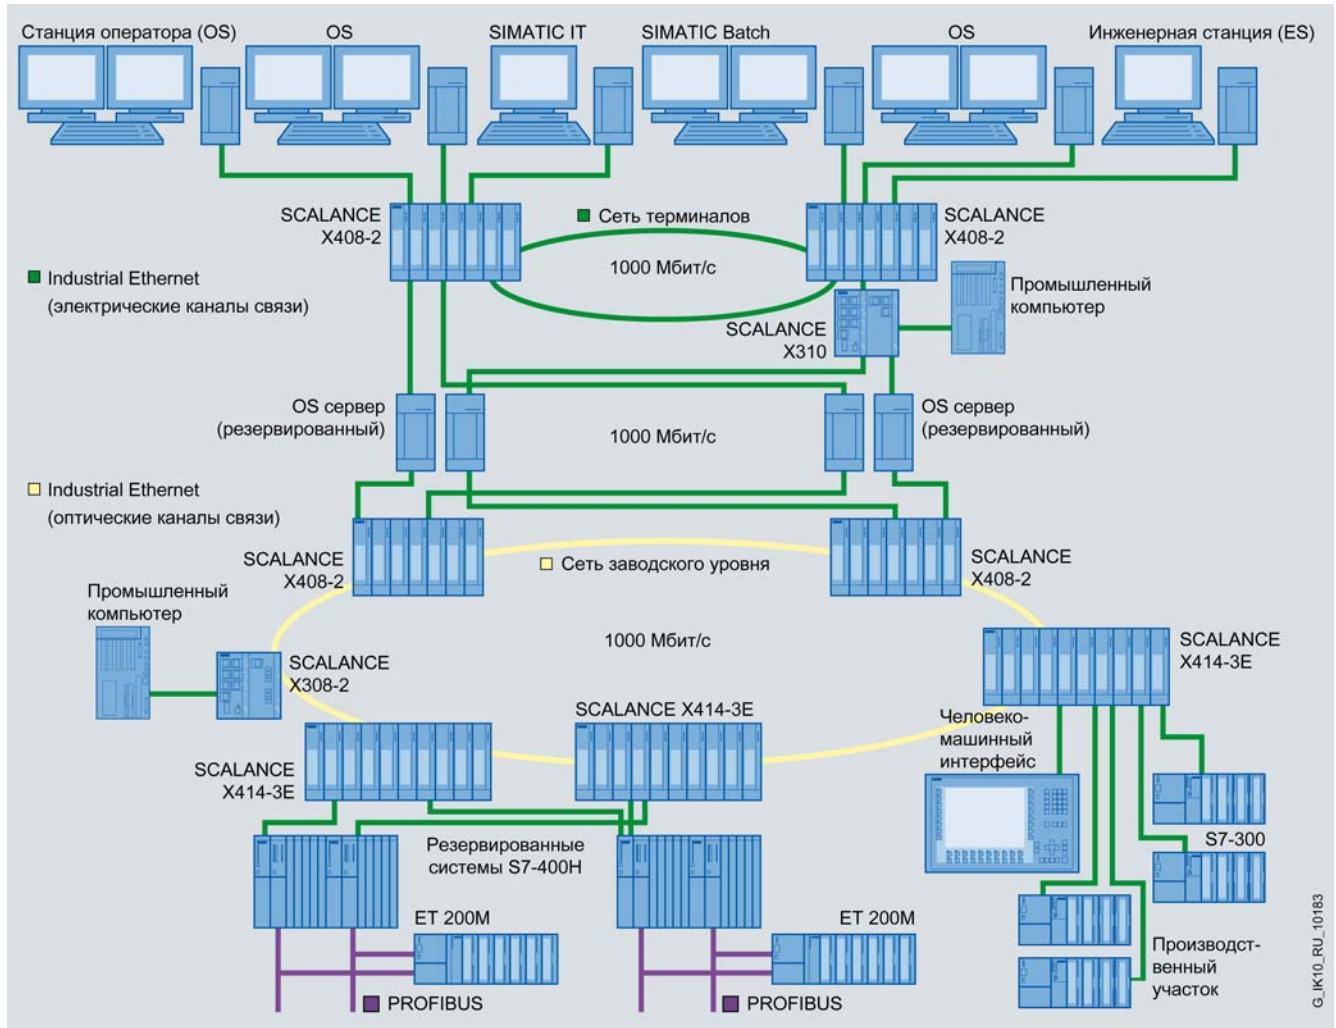 Станция оператора (OS)
OS
SIMATIC IT
SIMATIC Batch
OS
Инженерная станция (ES)
SCALANCE
X408-2
Сеть терминалов
SCALANCE
X408-2
1000 Мбит/с
Industrial Ethernet
(электрические каналы связи)
Промышленный
компьютер
SCALANCE
X310
OS сервер
(резервированный)
1000 Мбит/с
OS сервер
(резервированный)
Industrial Ethernet
(оптические каналы связи)
SCALANCE
X408-2
Сеть заводского уровня
SCALANCE
X408-2
Промышленный
компьютер
1000 Мбит/с
SCALANCE
X414-3E
SCALANCE
X308-2
SCALANCE X414-3E
Человеко-
машинный
интерфейс
SCALANCE
X414-3E
Резервированные
системы S7-400H
S7-300
ET 200M
ET 200M
Производст-
венный
участок
PROFIBUS
PROFIBUS
G_IK10_RU_10183